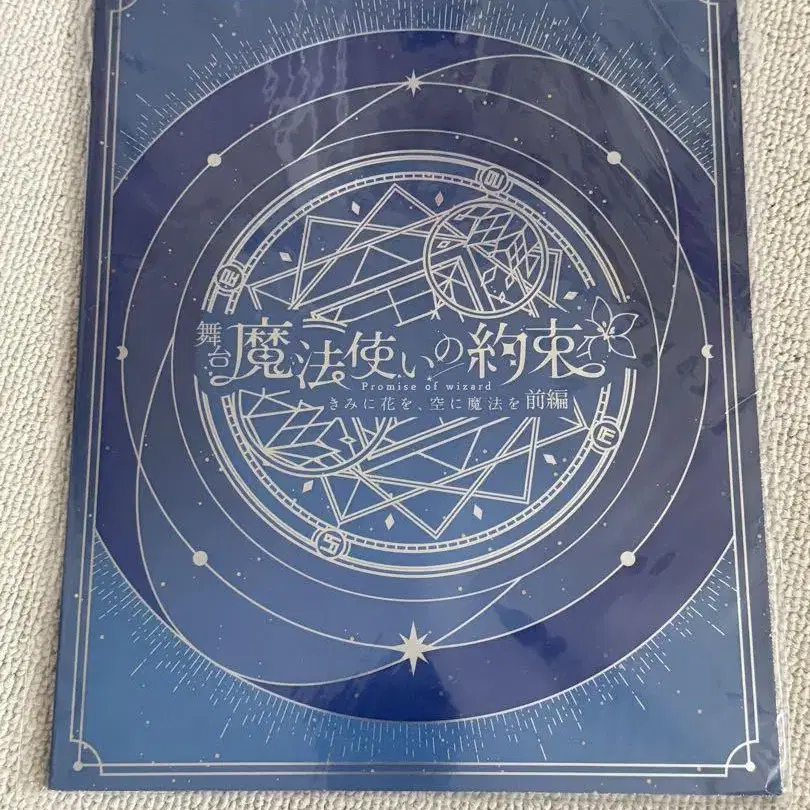 舞台
魔法使いの約束
Promise of wizard
きみに花を、空に魔法を 前編